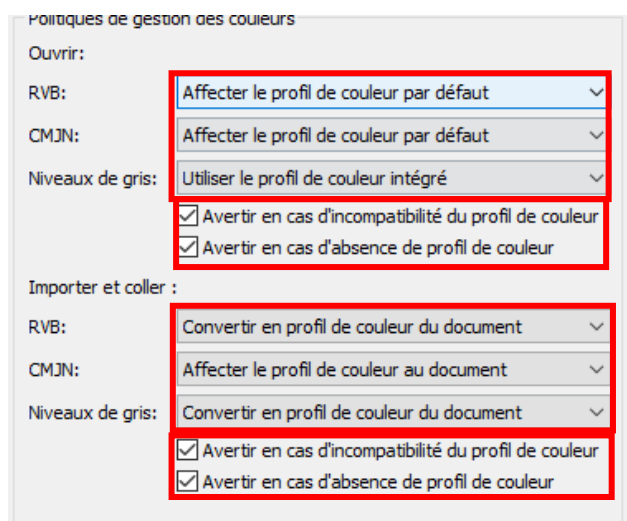 Politiques de gestion des couleurs
Ouvrir:
RVB: Affecter le profil de couleur par défaut
CMJN: Affecter le profil de couleur par défaut
Niveaux de gris: Utiliser le profil de couleur intégré
Avertir en cas d'incompatibilité du profil de couleur
Avertir en cas d'absence de profil de couleur
Importer et coller :
RVB: Convertir en profil de couleur du document
CMJN: Affecter le profil de couleur au document
Niveaux de gris: Convertir en profil de couleur du document
Avertir en cas d'incompatibilité du profil de couleur
Avertir en cas d'absence de profil de couleur